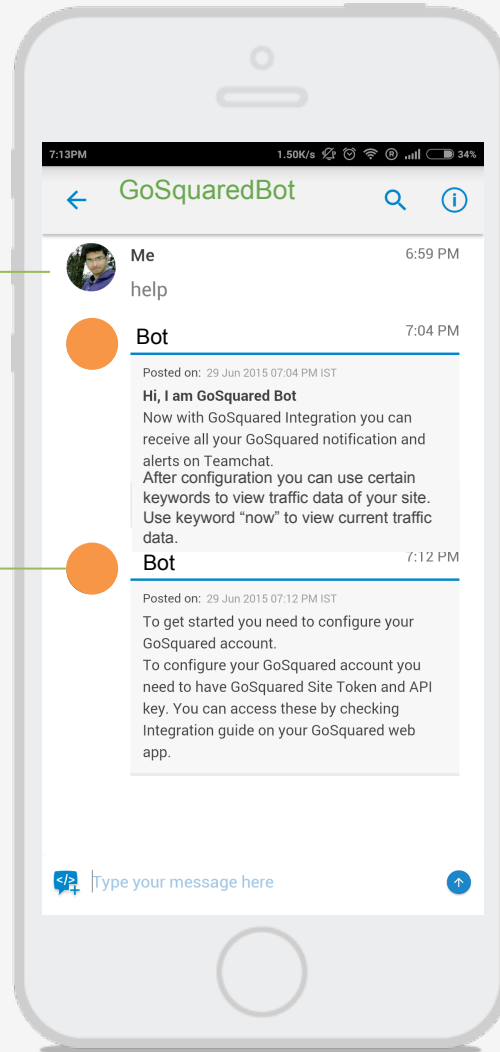 7:13PM 1.50K/s R 34%
GoSquaredBot
Me 6:59 PM
help
Bot 7:04 PM
Posted on: 29 Jun 2015 07:04 PM IST
Hi, I am GoSquared Bot
Now with GoSquared Integration you can
receive all your GoSquared notification and
alerts on Teamchat.
After configuration you can use certain
keywords to view traffic data of your site.
Use keyword “now” to view current traffic
data.
Bot 7:12 PM
Posted on: 29 Jun 2015 07:12 PM IST
To get started you need to configure your
GoSquared account.
To configure your GoSquared account you
need to have GoSquared Site Token and API
key. You can access these by checking
Integration guide on your GoSquared web
app.
Type your message here